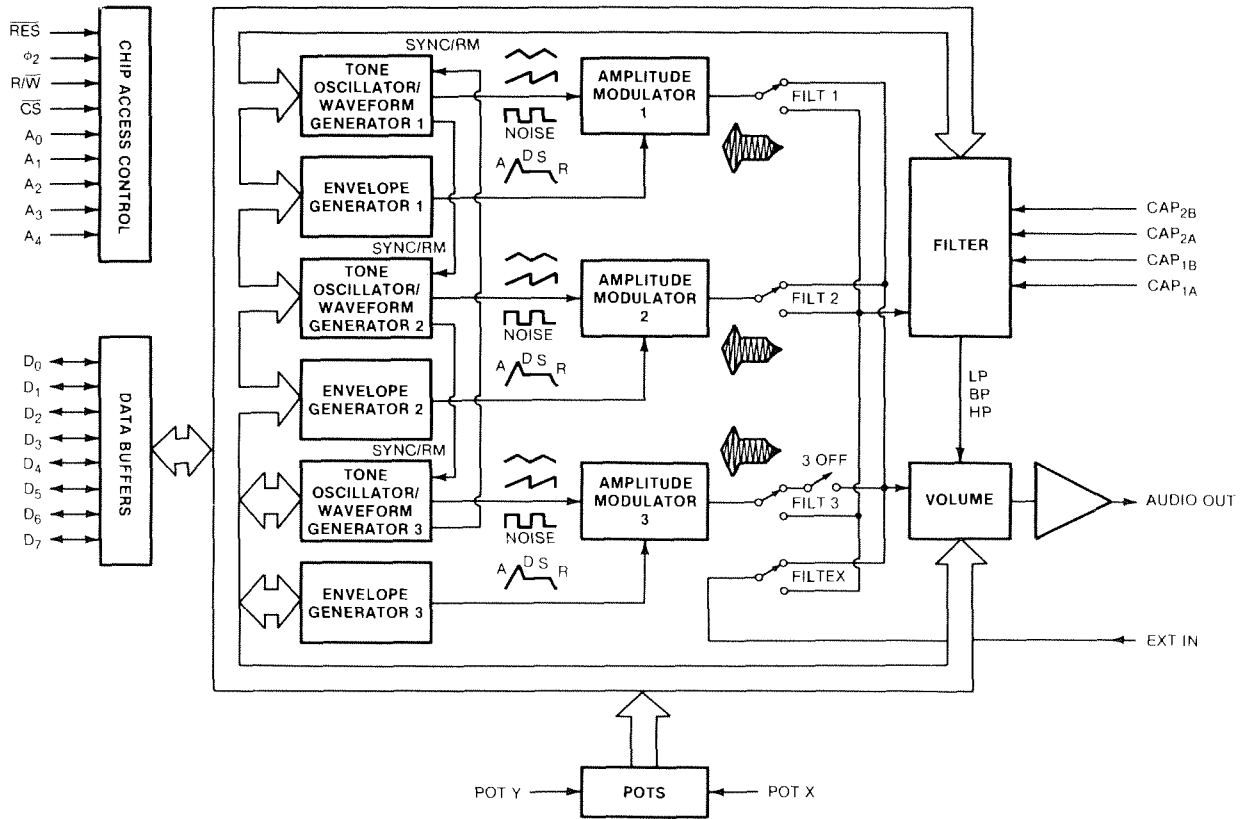 RES
ϕ2
R/W
CS
A0
A1
A2
A3
A4
CHIP ACCESS CONTROL
D0
D1
D2
D3
D4
D5
D6
D7
DATA BUFFERS
SYNC/RM
TONE
OSCILLATOR/
WAVEFORM
GENERATOR 1
NOISE
A D S R
AMPLITUDE
MODULATOR
1
FILT 1
ENVELOPE
GENERATOR 1
SYNC/RM
TONE
OSCILLATOR/
WAVEFORM
GENERATOR 2
NOISE
A D S R
AMPLITUDE
MODULATOR
2
FILT 2
ENVELOPE
GENERATOR 2
SYNC/RM
TONE
OSCILLATOR/
WAVEFORM
GENERATOR 3
NOISE
A D S R
AMPLITUDE
MODULATOR
3
3 OFF
FILT 3
ENVELOPE
GENERATOR 3
FILTEX
FILTER
CAP2B
CAP2A
CAP1B
CAP1A
LP
BP
HP
VOLUME
AUDIO OUT
EXT IN
POT Y
POTS
POT X